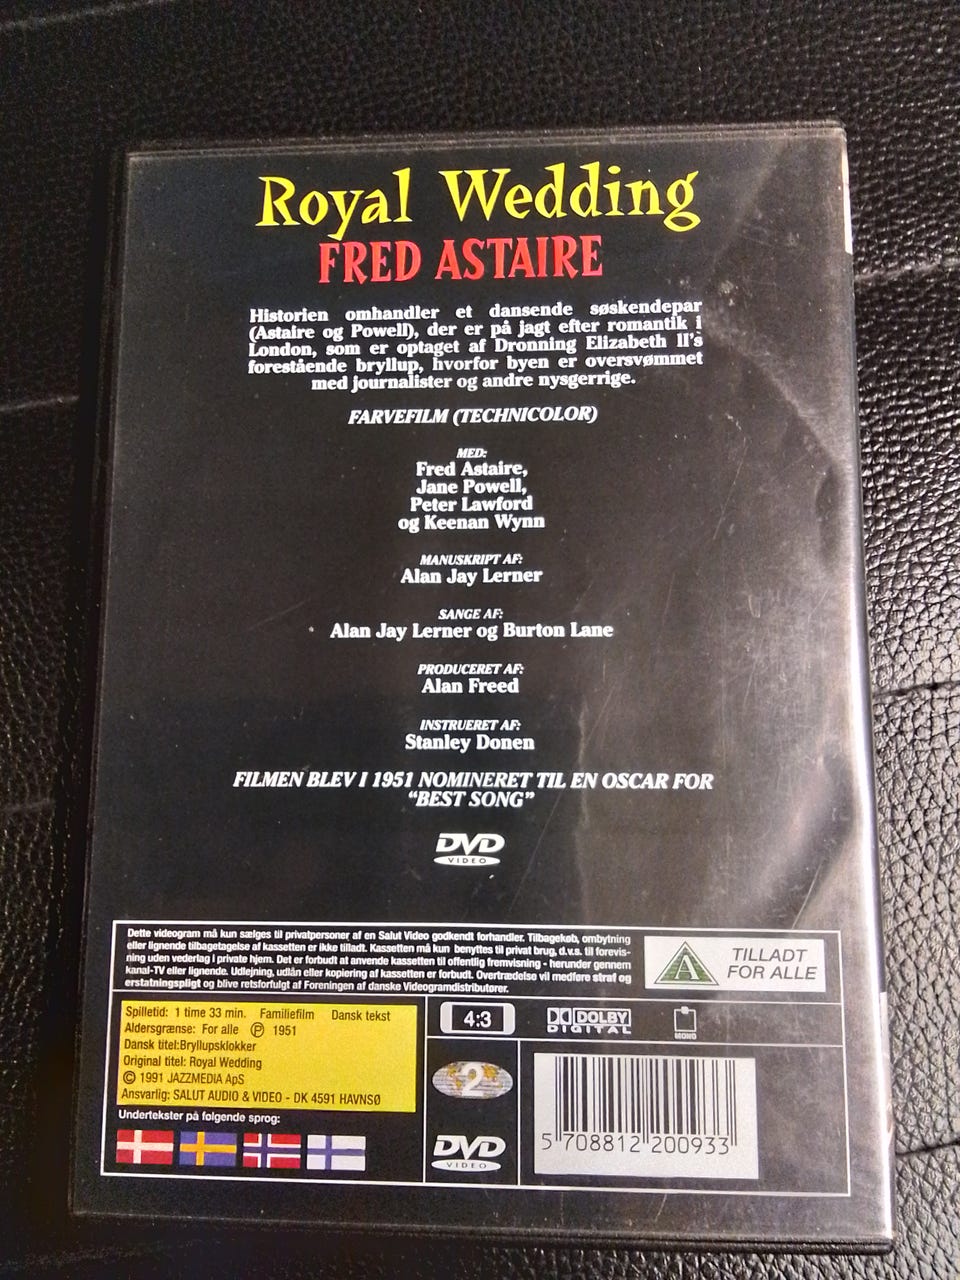 Royal Wedding
FRED ASTAIRE
Historien omhandler et dansende søskendepar
(Astaire og Powell), der er på jagt efter romantik i
London, som er optaget af Dronning Elizabeth II's
forestående bryllup, hvorfor byen er oversvømmet
med journalister og andre nysgerrige.
FARVEFILM (TECHNICOLOR)
MED:
Fred Astaire,
Jane Powell,
Peter Lawford
og Keenan Wynn
MANUSKRIPT AF:
Alan Jay Lerner
SANGE AF:
Alan Jay Lerner og Burton Lane
PRODUCERET AF:
Alan Freed
INSTRUERET AF:
Stanley Donen
FILMEN BLEV I 1951 NOMINERET TIL EN OSCAR FOR
"BEST SONG"
DVD
VIDEO
Dette videogram må kun sælges til privatpersoner af en Salut Video godkendt forhandler. Tilbagekøb, ombytning
eller lignende tilbagetagelse af kassetten er ikke tilladt. Kassetten må kun benyttes til privat brug, d.v.s. til forevis-
ning uden vederlag i private hjem. Det er forbudt at anvende kassetten til offentlig fremvisning - herunder gennem
kanal-TV eller lignende. Udlejning, udlån eller kopiering af kassetten er forbudt. Overtrædelse vil medføre straf og
erstatningspligt og blive retsforfulgt af Foreningen af danske Videogramdistributører.
A
TILLADT
FOR ALLE
Spilletid: 1 time 33 min. Familiefilm Dansk tekst
Aldersgrænse: For alle Ⓟ 1951
Dansk titel:Bryllupsklokker
Original titel: Royal Wedding
© 1991 JAZZMEDIA ApS
Ansvarlig: SALUT AUDIO & VIDEO - DK 4591 HAVNSØ
Undertekster på følgende sprog:
4:3
DOLBY
DIGITAL
MONO
2
DVD
VIDEO
5 708812 200933